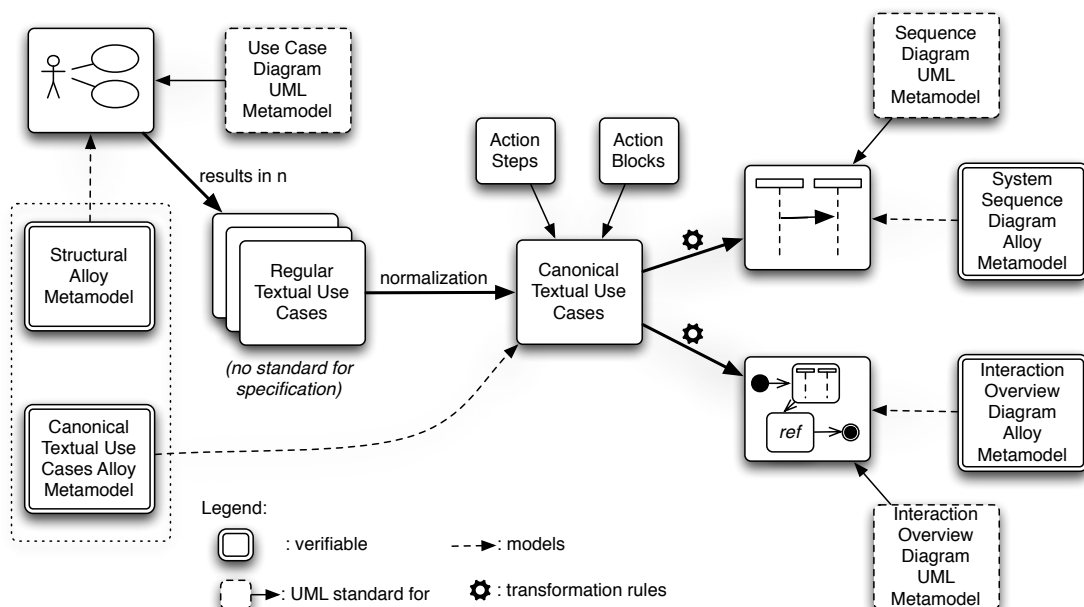 Use Case
Diagram
UML
Metamodel
Sequence
Diagram
UML
Metamodel
Action
Steps
Action
Blocks
results in n
System
Sequence
Diagram
Alloy
Metamodel
Structural
Alloy
Metamodel
Regular
Textual Use
Cases
normalization
Canonical
Textual Use
Cases
(no standard for
specification)
Interaction
Overview
Diagram
Alloy
Metamodel
ref
Canonical
Textual Use
Cases Alloy
Metamodel
Legend:
: verifiable
: models
: UML standard for
: transformation rules
Interaction
Overview
Diagram
UML
Metamodel